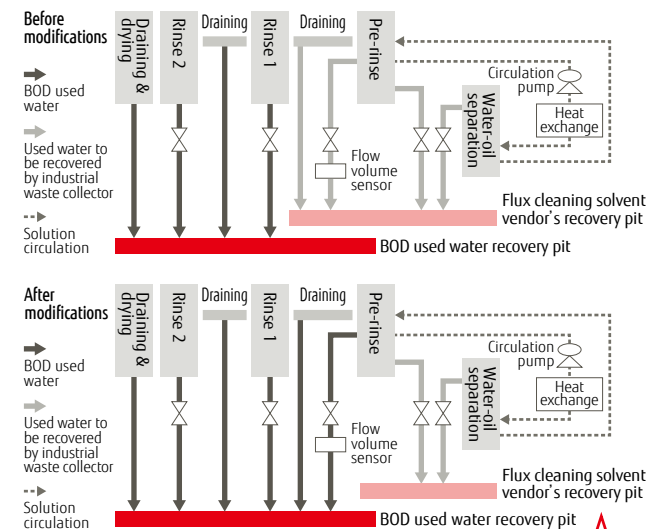 Before
modifications
BOD used
water
Used water to
be recovered
by industrial
waste collector
Solution
circulation
Draining &
drying
Rinse 2
Draining
Rinse 1
Draining
Pre-rinse
Flow
volume
sensor
Water-oil
separation
Circulation
pump
Heat
exchange
Flux cleaning solvent
vendor's recovery pit
BOD used water recovery pit
After
modifications
BOD used
water
Used water to
be recovered
by industrial
waste collector
Solution
circulation
Draining &
drying
Rinse 2
Draining
Rinse 1
Draining
Pre-rinse
Flow
volume
sensor
Water-oil
separation
Circulation
pump
Heat
exchange
Flux cleaning solvent
vendor's recovery pit
BOD used water recovery pit